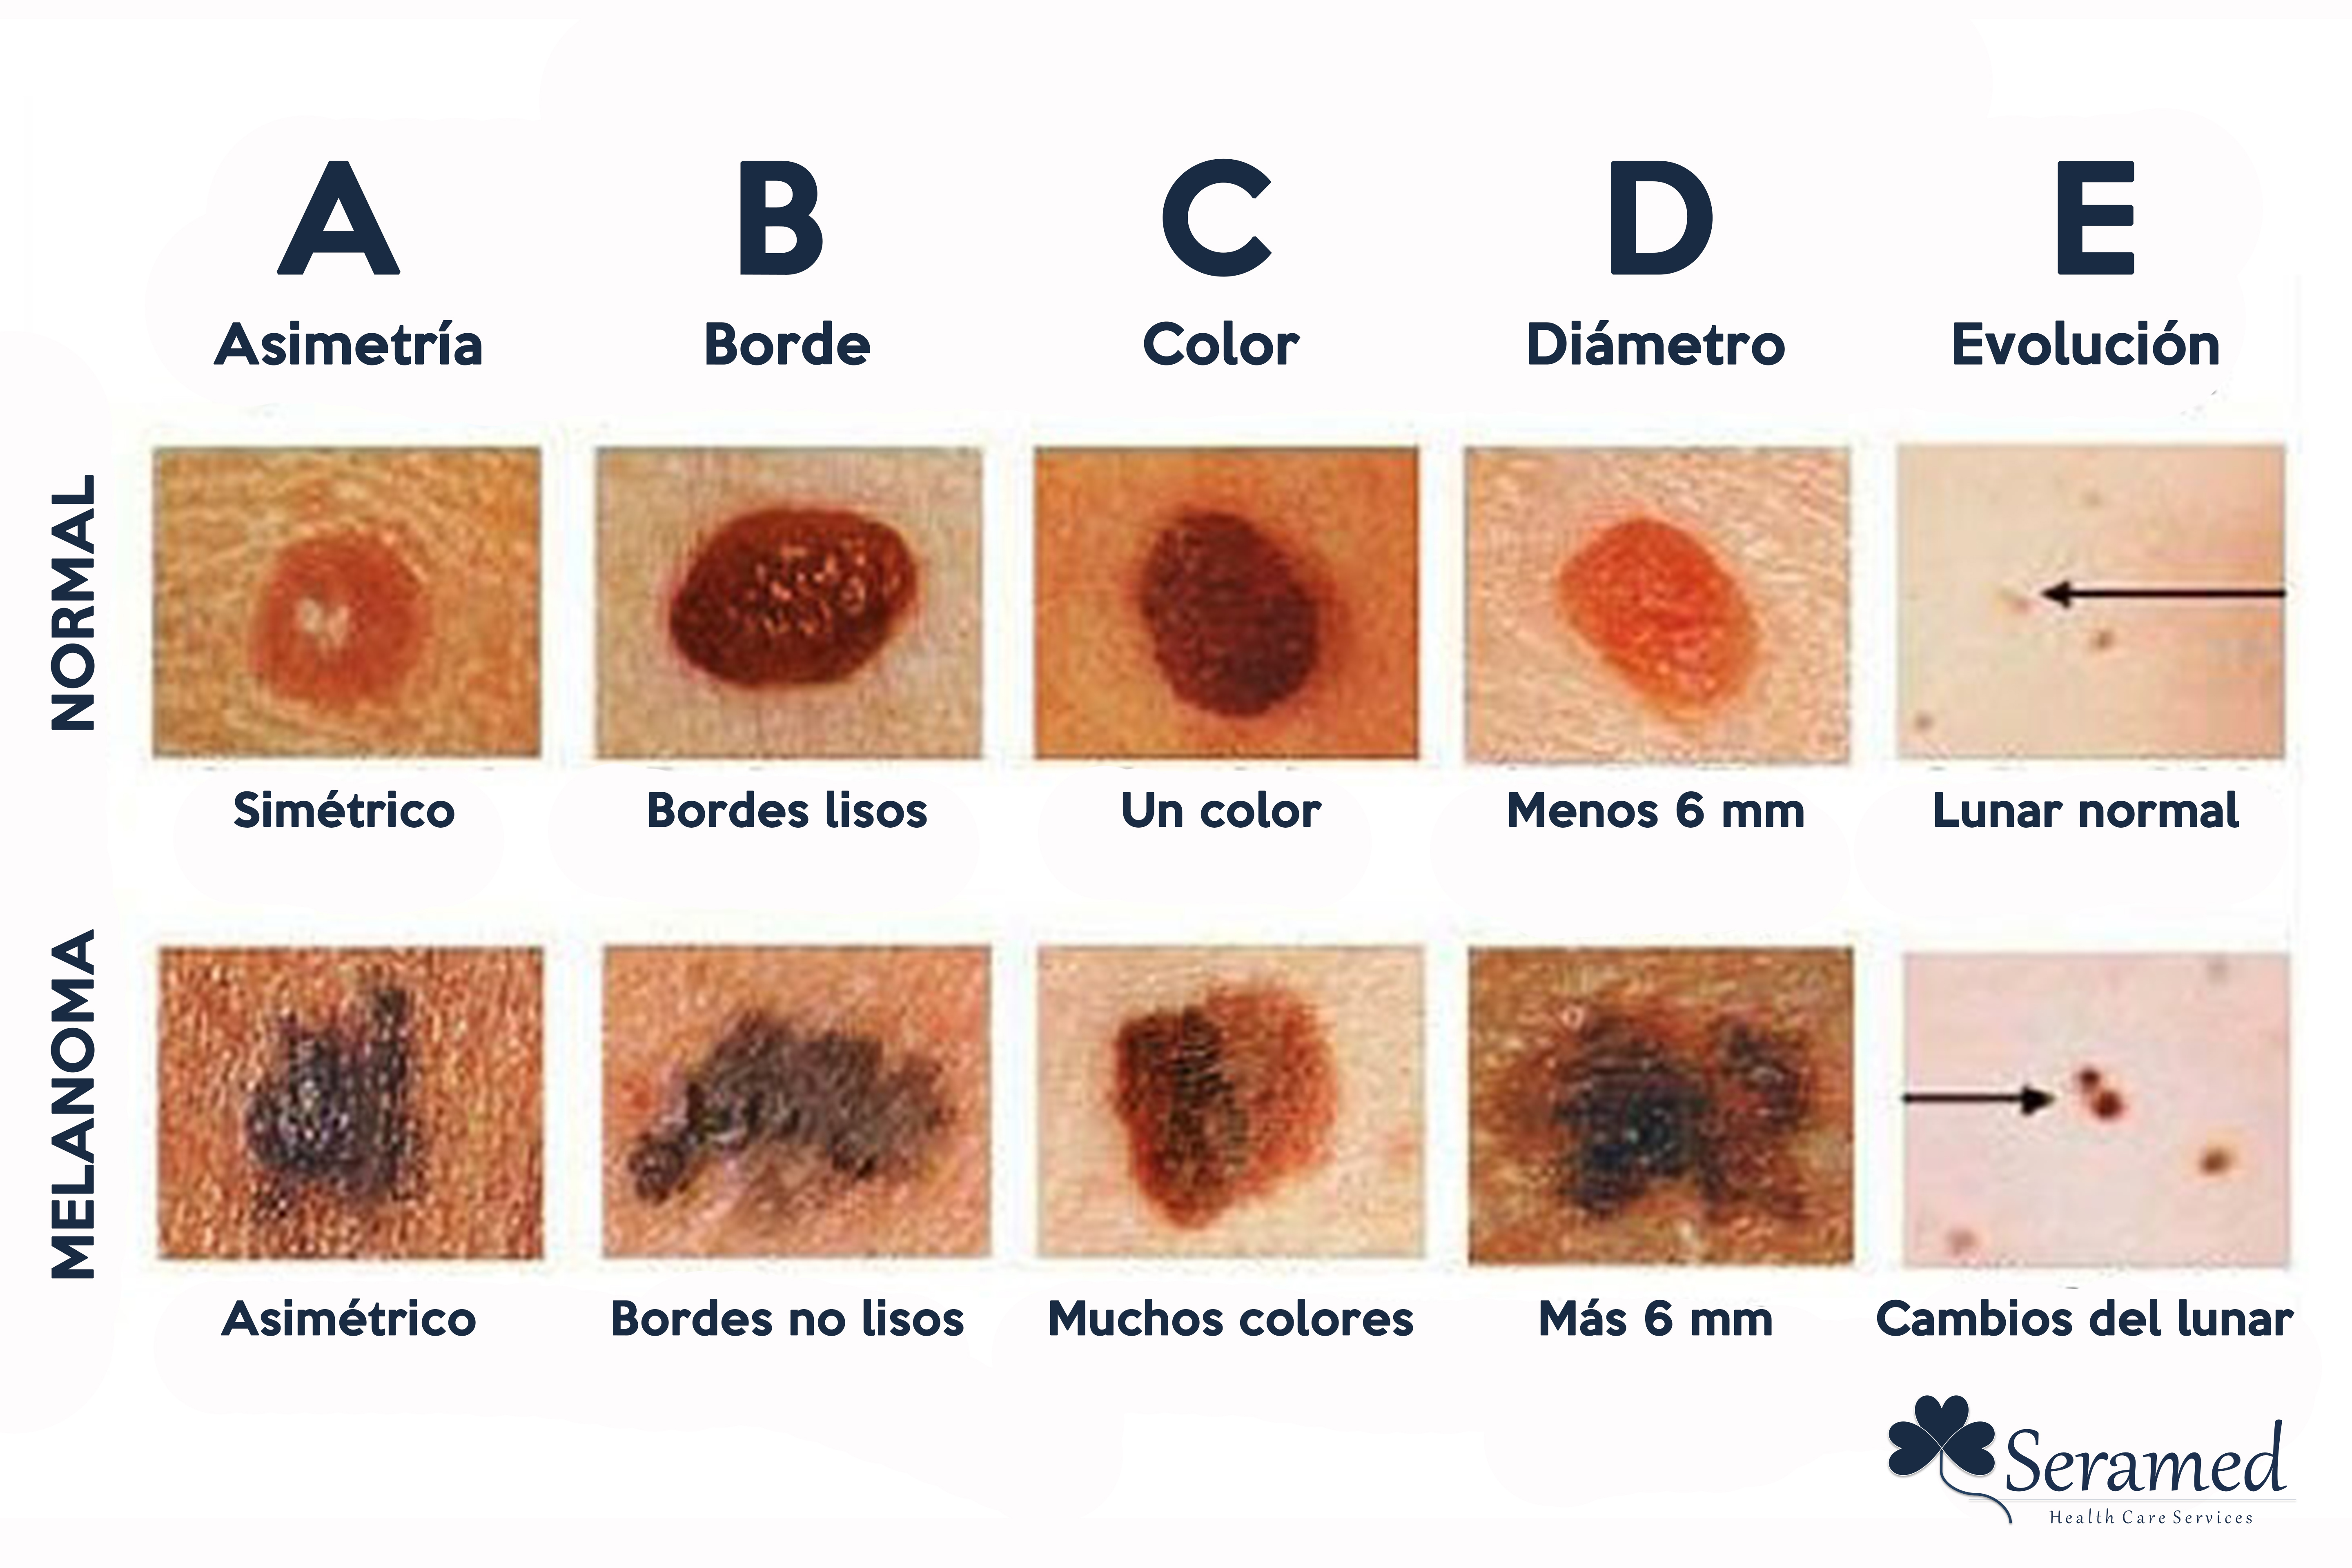 A
B
C
D
E
Asimetría
Borde
Color
Diámetro
Evolución
NORMAL
Simétrico
Bordes lisos
Un color
Menos 6 mm
Lunar normal
MELANOMA
Asimétrico
Bordes no lisos
Muchos colores
Más 6 mm
Cambios del lunar
Seramed
Health Care Services